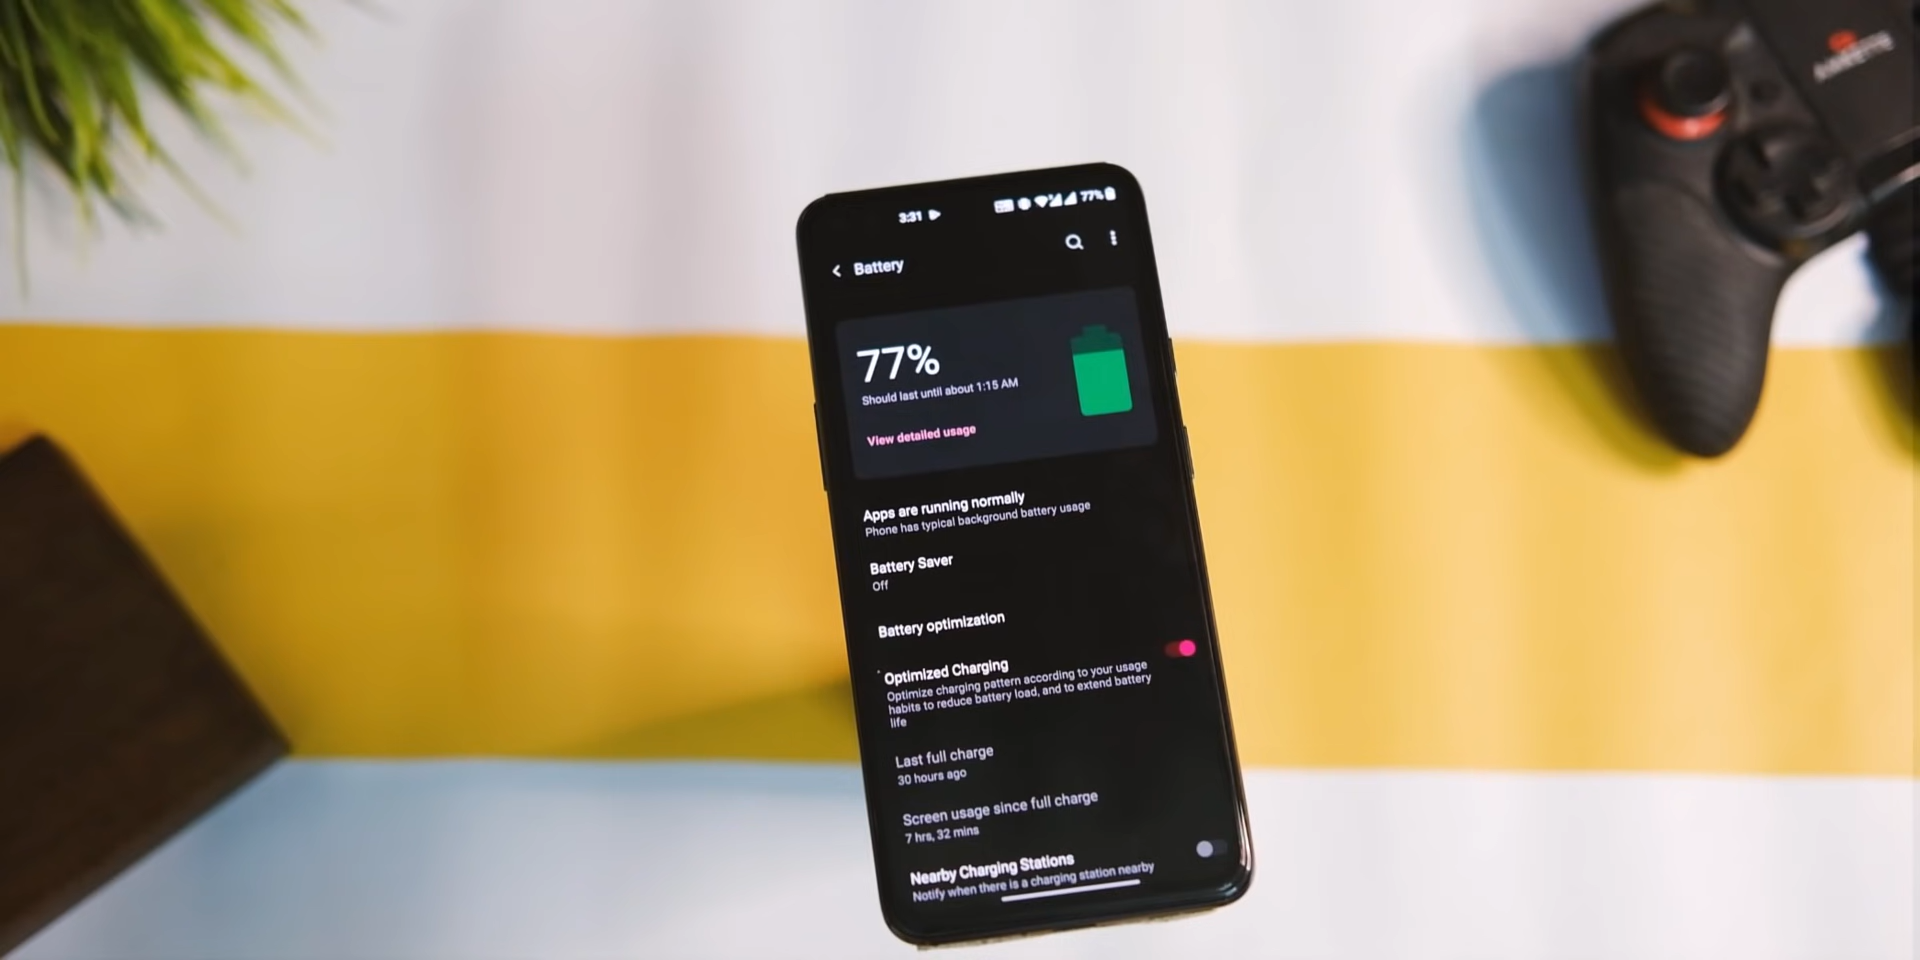 3:31 77%
Battery
77%
Should last until about 1:15 AM
View detailed usage
Apps are running normally
Phone has typical background battery usage
Battery Saver
Off
Battery optimization
Optimized Charging
Optimize charging pattern according to your usage
habits to reduce battery load, and to extend battery
life
Last full charge
30 hours ago
Screen usage since full charge
7 hrs, 32 mins
Nearby Charging Stations
Notify when there is a charging station nearby